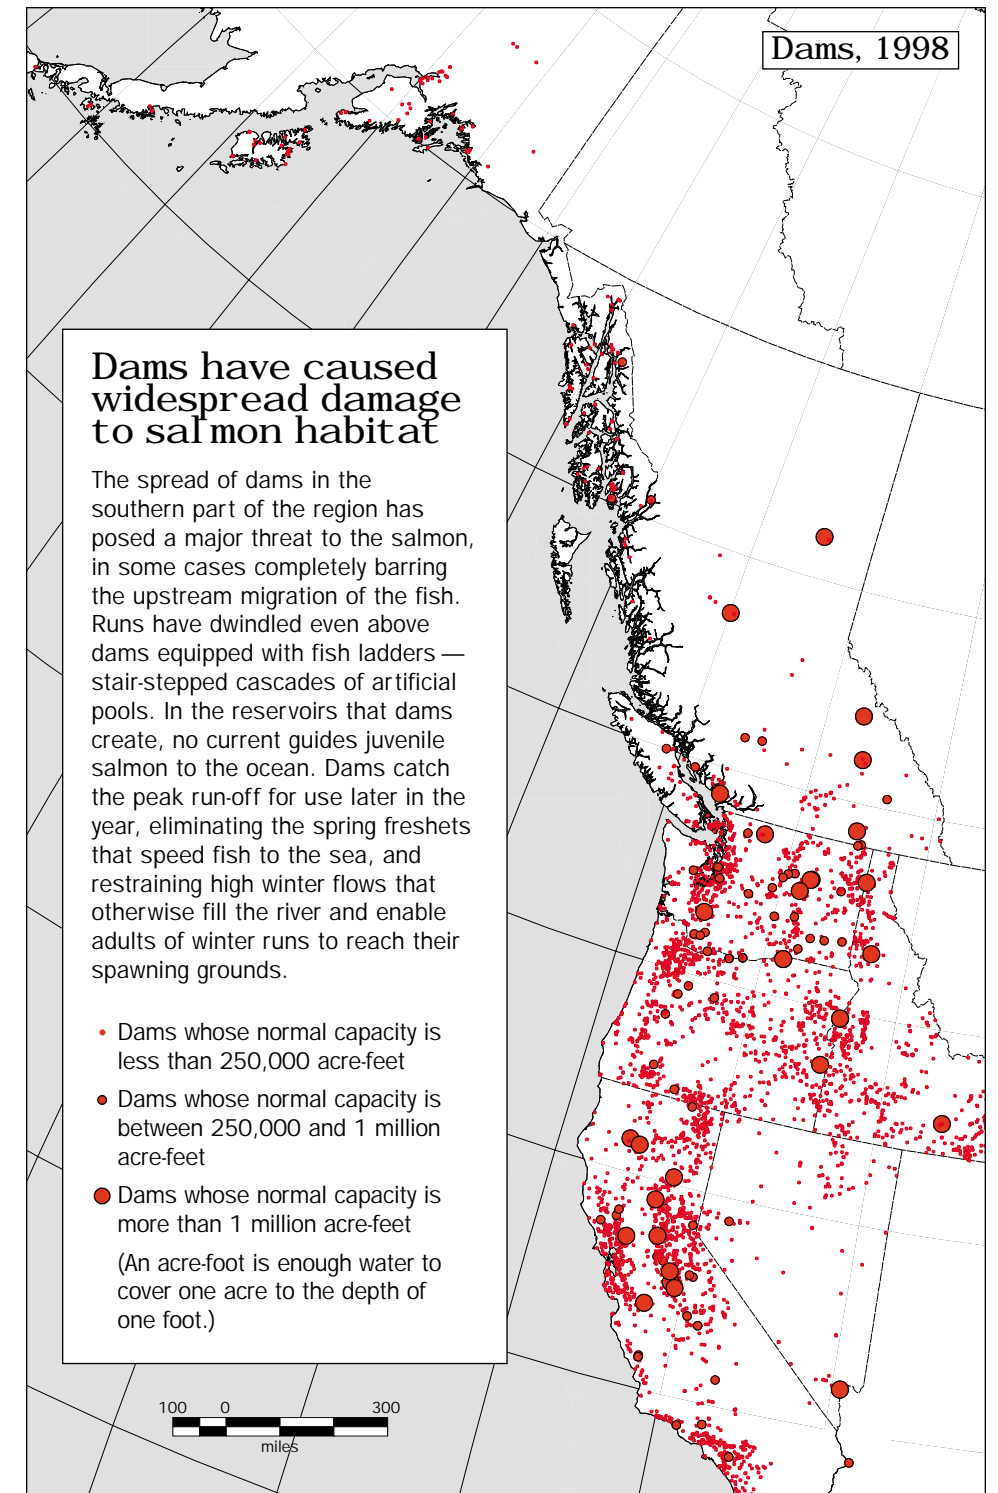 Dams, 1998
Dams have caused
widespread damage
to salmon habitat
The spread of dams in the
southern part of the region has
posed a major threat to the salmon,
in some cases completely barring
the upstream migration of the fish.
Runs have dwindled even above
dams equipped with fish ladders —
stair-stepped cascades of artificial
pools. In the reservoirs that dams
create, no current guides juvenile
salmon to the ocean. Dams catch
the peak run-off for use later in the
year, eliminating the spring freshets
that speed fish to the sea, and
restraining high winter flows that
otherwise fill the river and enable
adults of winter runs to reach their
spawning grounds.
Dams whose normal capacity is
less than 250,000 acre-feet
Dams whose normal capacity is
between 250,000 and 1 million
acre-feet
Dams whose normal capacity is
more than 1 million acre-feet
(An acre-foot is enough water to
cover one acre to the depth of
one foot.)
100 0 300
miles